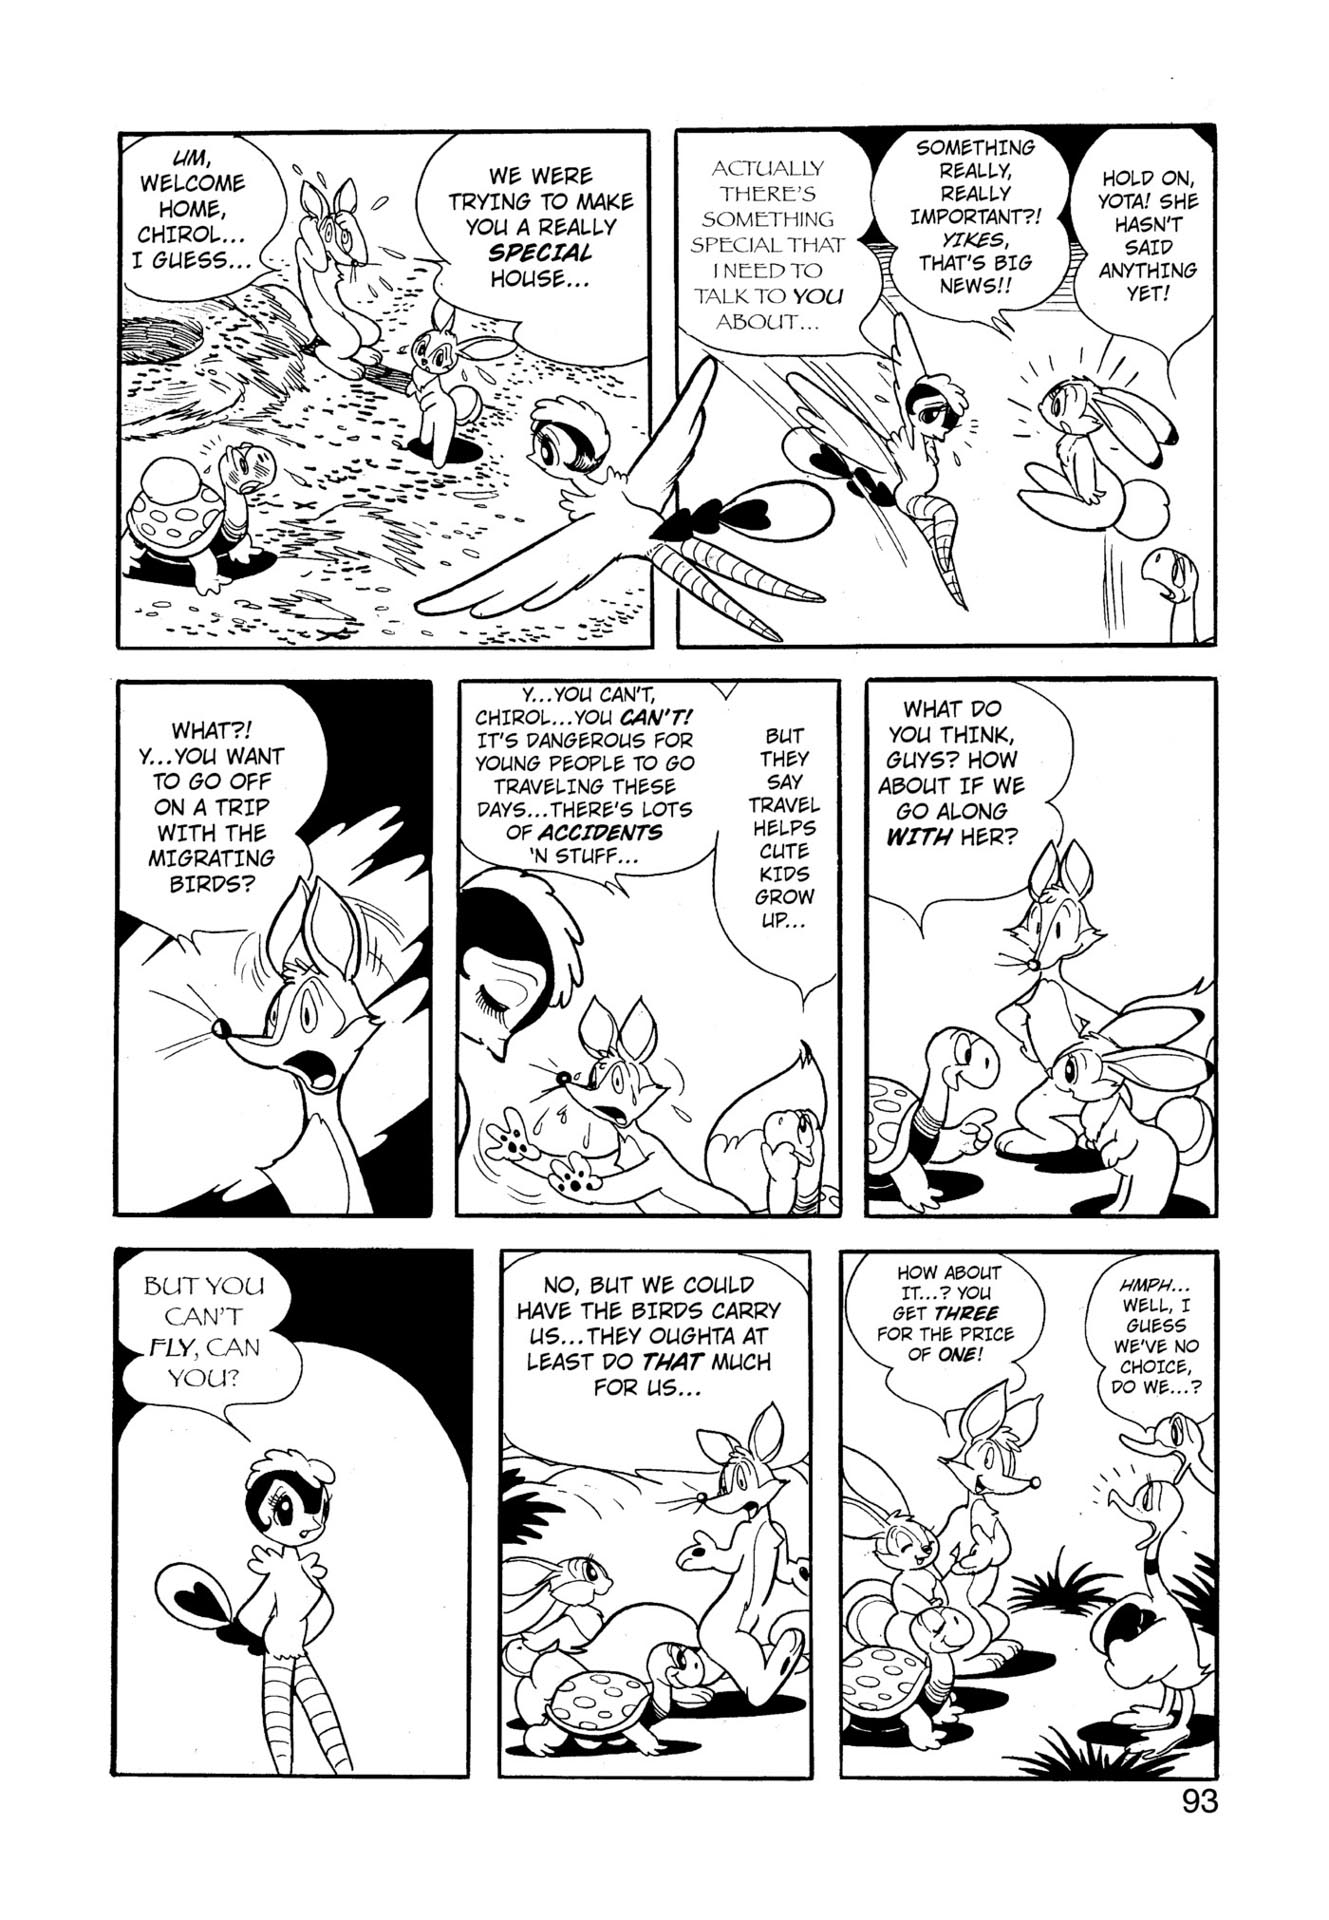 UM,
WELCOME
HOME,
CHIROL...
I GUESS...
WE WERE
TRYING TO MAKE
YOU A REALLY
SPECIAL
HOUSE...
ACTUALLY
THERE'S
SOMETHING
SPECIAL THAT
I NEED TO
TALK TO YOU
ABOUT...
SOMETHING
REALLY,
REALLY
IMPORTANT?!
YIKES,
THAT'S BIG
NEWS!!
HOLD ON,
YOTA! SHE
HASN'T
SAID
ANYTHING
YET!
WHAT?!
Y...YOU WANT
TO GO OFF
ON A TRIP
WITH THE
MIGRATING
BIRDS?
Y...YOU CAN'T,
CHIROL...YOU CAN'T!
IT'S DANGEROUS FOR
YOUNG PEOPLE TO GO
TRAVELING THESE
DAYS...THERE'S LOTS
OF ACCIDENTS
'N STUFF...
BUT
THEY
SAY
TRAVEL
HELPS
CUTE
KIDS
GROW
UP...
WHAT DO
YOU THINK,
GUYS? HOW
ABOUT IF WE
GO ALONG
WITH HER?
BUT YOU
CAN'T
FLY, CAN
YOU?
NO, BUT WE COULD
HAVE THE BIRDS CARRY
US...THEY OUGHTA AT
LEAST DO THAT MUCH
FOR US...
HOW ABOUT
IT...? YOU
GET THREE
FOR THE PRICE
OF ONE!
HMPH...
WELL, I
GUESS
WE'VE NO
CHOICE,
DO WE...?
93